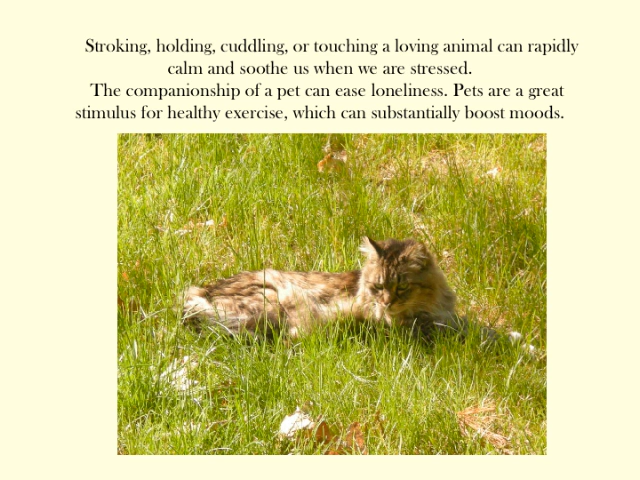 Stroking, holding, cuddling, or touching a loving animal can rapidly
calm and soothe us when we are stressed.
The companionship of a pet can ease loneliness. Pets are a great
stimulus for healthy exercise, which can substantially boost moods.